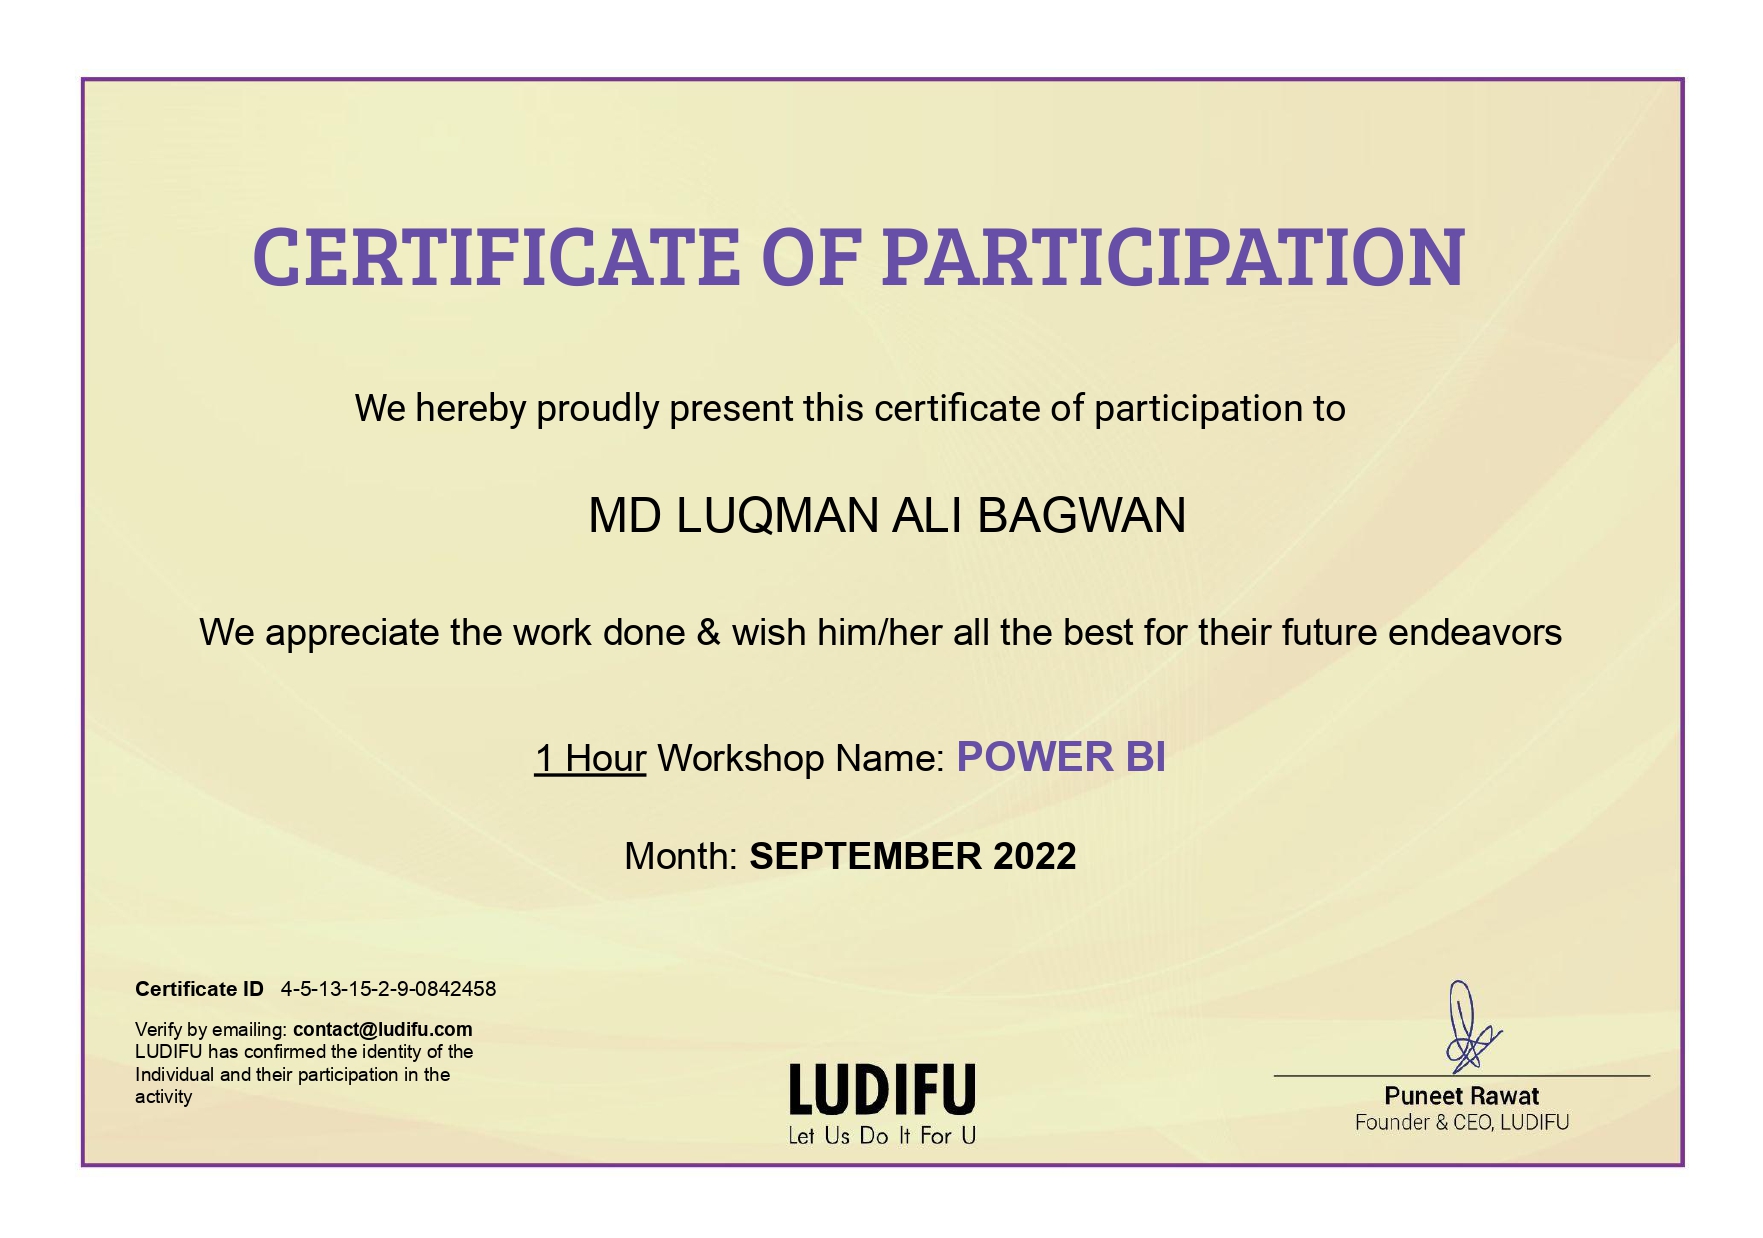 CERTIFICATE OF PARTICIPATION
We hereby proudly present this certificate of participation to
MD LUQMAN ALI BAGWAN
We appreciate the work done & wish him/her all the best for their future endeavors
1 Hour Workshop Name: POWER BI
Month: SEPTEMBER 2022
Certificate ID 4-5-13-15-2-9-0842458
Verify by emailing: contact@ludifu.com
LUDIFU has confirmed the identity of the
Individual and their participation in the
activity
LUDIFU
Let Us Do It For U
Puneet Rawat
Founder & CEO, LUDIFU